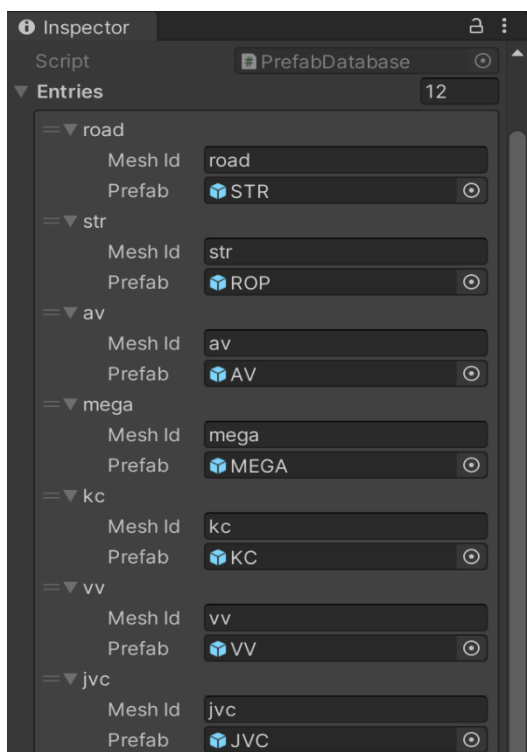 Inspector
Script PrefabDatabase
Entries 12
road
Mesh Id road
Prefab STR
str
Mesh Id str
Prefab ROP
av
Mesh Id av
Prefab AV
mega
Mesh Id mega
Prefab MEGA
kc
Mesh Id kc
Prefab KC
vv
Mesh Id vv
Prefab VV
jvc
Mesh Id jvc
Prefab JVC